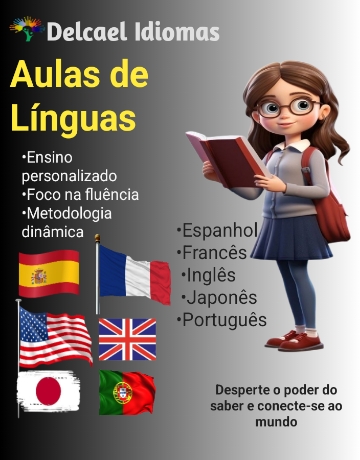 Delcael Idiomas
Aulas de
Línguas
•Ensino
personalizado
•Foco na fluência
•Metodologia
dinâmica
•Espanhol
•Francês
•Inglês
•Japonês
•Português
Desperte o poder do
saber e conecte-se ao
mundo